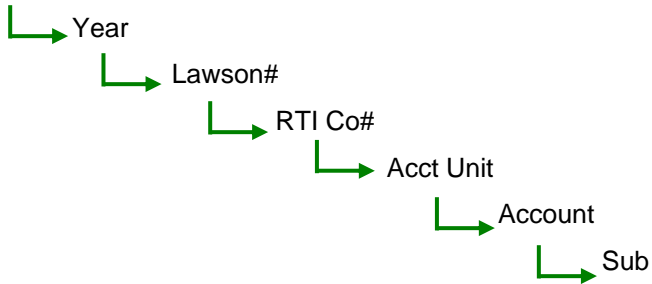 Year
Lawson#
RTI Co#
Acct Unit
Account
Sub